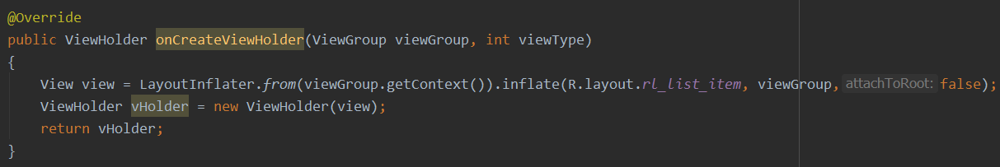 @Override
public ViewHolder onCreateViewHolder(ViewGroup viewGroup, int viewType)
{
    View view = LayoutInflater.from(viewGroup.getContext()).inflate(R.layout.rl_list_item, viewGroup, attachToRoot: false);
    ViewHolder vHolder = new ViewHolder(view);
    return vHolder;
}